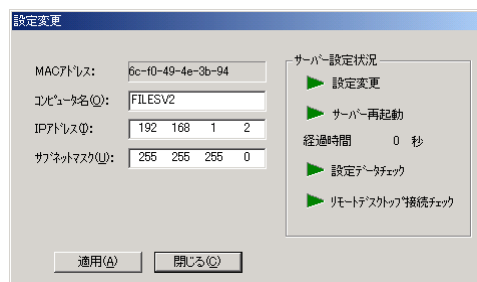 設定変更
MACｱﾄﾞﾚｽ:
6c-f0-49-4e-3b-94
ｺﾝﾋﾟｭｰﾀ名(O):
FILESV2
IPｱﾄﾞﾚｽ(I):
192 168 1 2
ｻﾌﾞﾈｯﾄﾏｽｸ(U):
255 255 255 0
適用(A)
閉じる(C)
サーバー設定状況
設定変更
サーバー再起動
経過時間 0 秒
設定ﾃﾞｰﾀﾁｪｯｸ
ﾘﾓｰﾄﾃﾞｽｸﾄｯﾌﾟ接続ﾁｪｯｸ